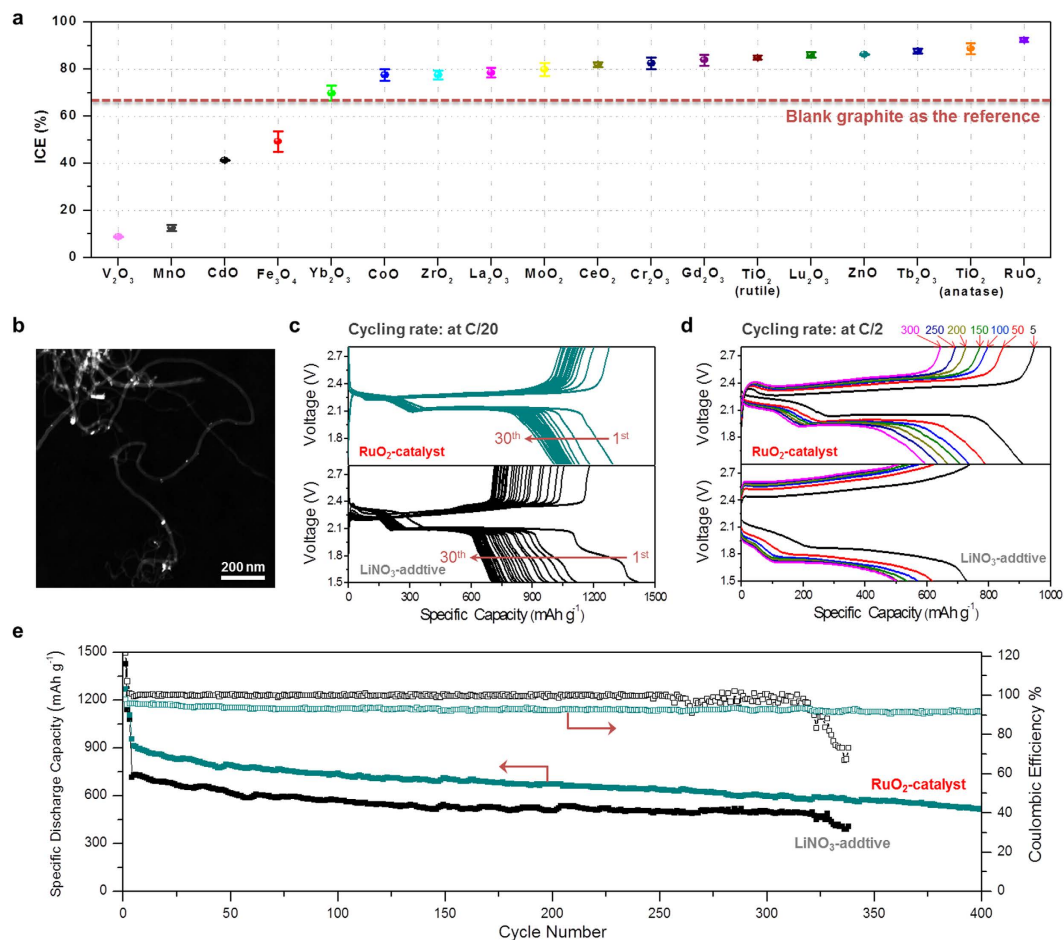 a
100
80
60
40
20
0
ICE (%)
Blank graphite as the reference
V₂O₃ MnO CdO Fe₃O₄ Yb₂O₃ CoO ZrO₂ La₂O₃ MoO₂ CeO₂ Cr₂O₃ Gd₂O₃ TiO₂ Lu₂O₃ ZnO Tb₂O₃ TiO₂ RuO₂
(rutile) (anatase)
b
200 nm
c
Cycling rate: at C/20
2.7
2.4
2.1
1.8
Voltage (V)
30th 1st
RuO₂-catalyst
2.7
2.4
2.1
1.8
1.5
Voltage (V)
30th 1st
LiNO₃-addtive
0 300 600 900 1200 1500
Specific Capacity (mAh g⁻¹)
d
Cycling rate: at C/2
300 250 200 150 100 50 5
2.7
2.4
2.1
1.8
Voltage (V)
RuO₂-catalyst
2.4
2.1
1.8
1.5
Voltage (V)
LiNO₃-addtive
0 200 400 600 800 1000
Specific Capacity (mAh g⁻¹)
e
1500
1200
900
600
300
0
Specific Discharge Capacity (mAh g⁻¹)
120
100
80
60
40
20
0
Coulombic Efficiency %
RuO₂-catalyst
LiNO₃-addtive
0 50 100 150 200 250 300 350 400
Cycle Number